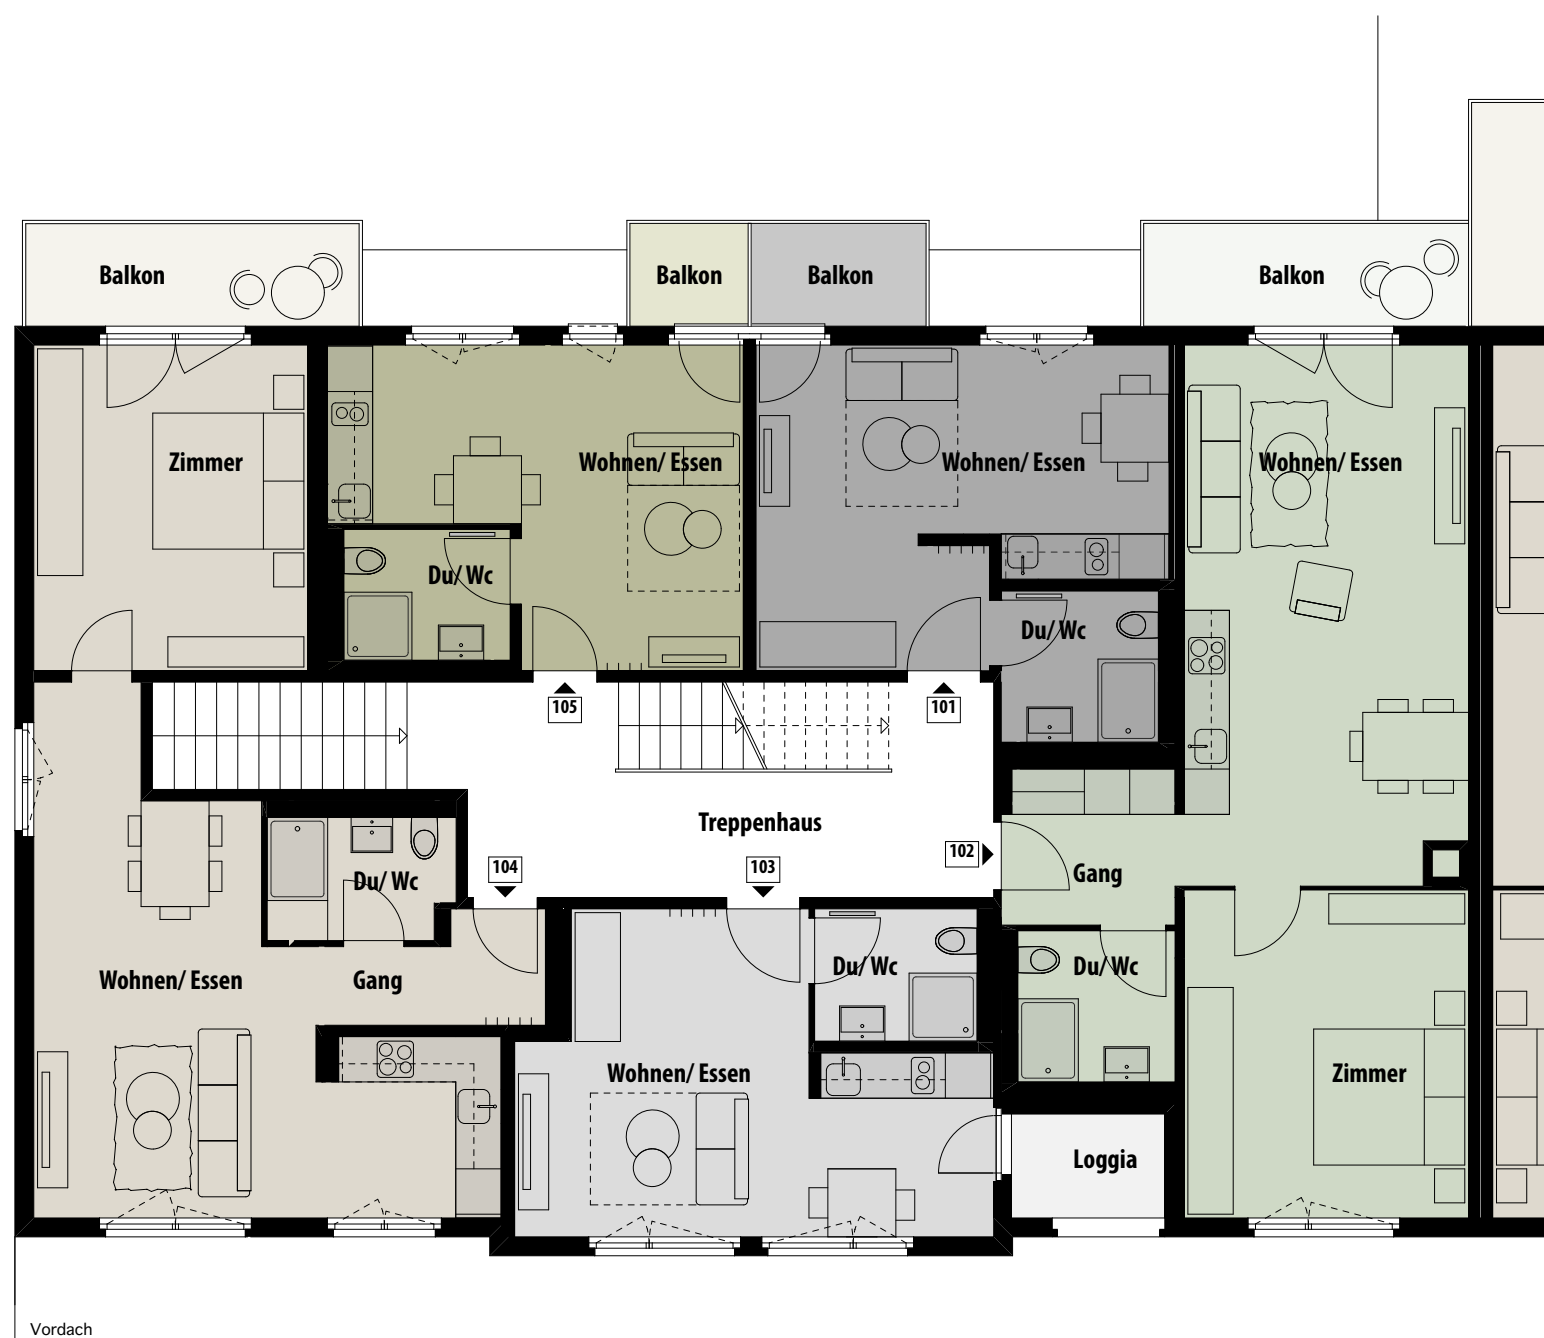 Balkon
Balkon
Balkon
Balkon
Zimmer
Wohnen/ Essen
Wohnen/ Essen
Wohnen/ Essen
Du/ Wc
Du/ Wc
105
101
Treppenhaus
102
104
103
Gang
Du/ Wc
Du/ Wc
Du/ Wc
Wohnen/ Essen
Gang
Wohnen/ Essen
Zimmer
Loggia
Vordach